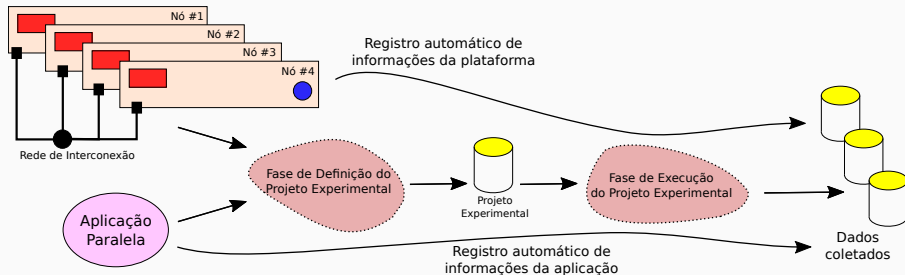 Nó #1
Nó #2
Nó #3
Nó #4
Rede de Interconexão
Registro automático de
informações da plataforma
Fase de Definição do
Projeto Experimental
Projeto
Experimental
Fase de Execução
do Projeto Experimental
Aplicação
Paralela
Registro automático de
informações da aplicação
Dados
coletados